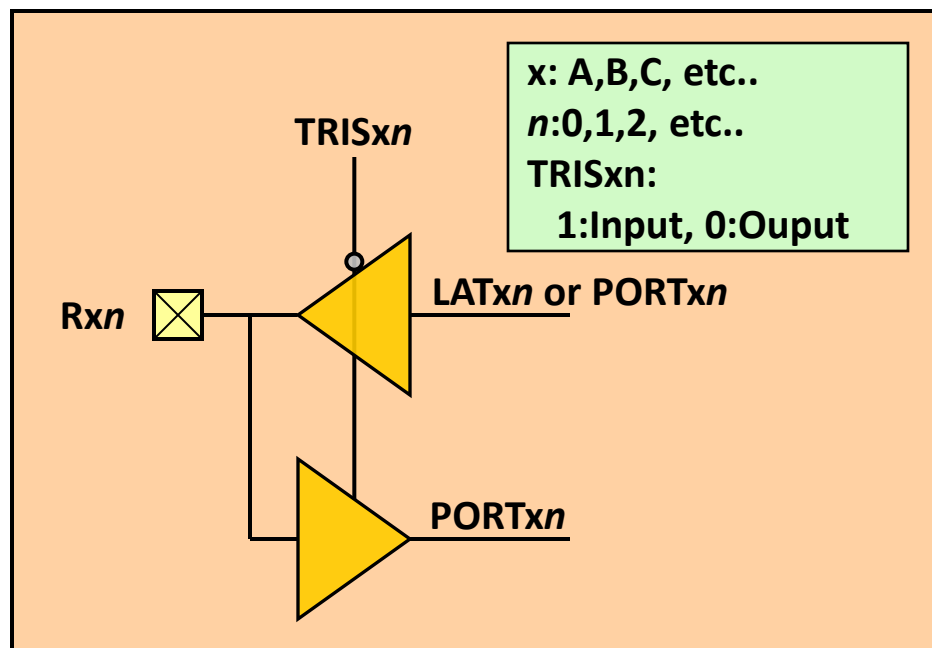 x: A,B,C, etc..
n:0,1,2, etc..
TRISxn:
1:Input, 0:Ouput
TRISxn
LATxn or PORTxn
Rxn
PORTxn